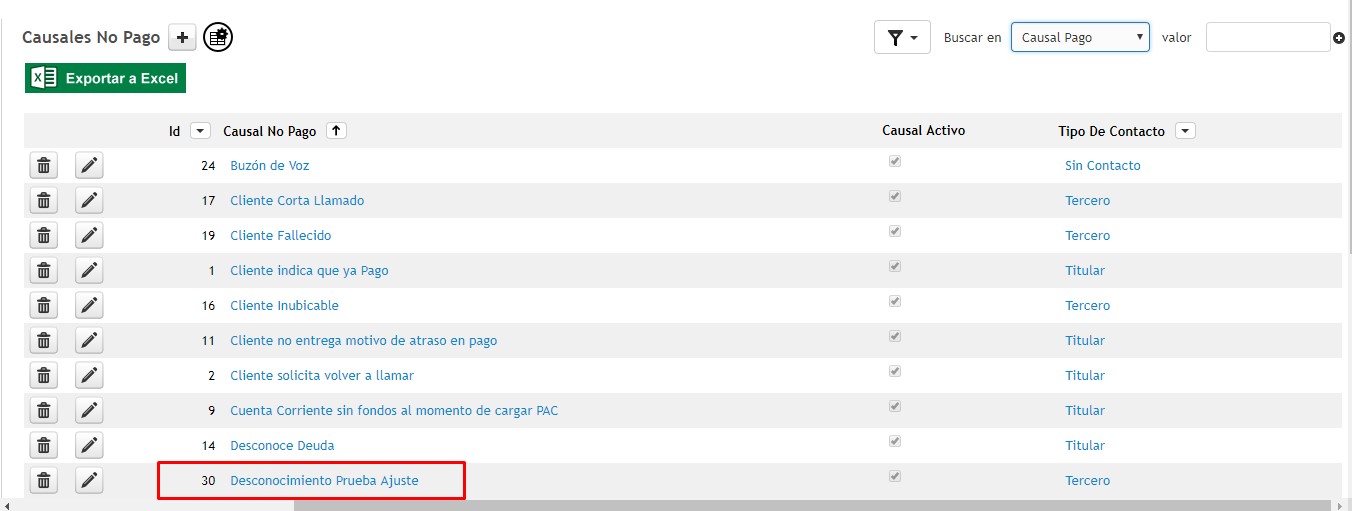 Causales No Pago Buscar en Causal Pago valor
Exportar a Excel
Id Causal No Pago Causal Activo Tipo De Contacto
24 Buzón de Voz Sin Contacto
17 Cliente Corta Llamado Tercero
19 Cliente Fallecido Tercero
1 Cliente indica que ya Pago Titular
16 Cliente Inubicable Tercero
11 Cliente no entrega motivo de atraso en pago Titular
2 Cliente solicita volver a llamar Titular
9 Cuenta Corriente sin fondos al momento de cargar PAC Titular
14 Desconoce Deuda Titular
30 Desconocimiento Prueba Ajuste Tercero